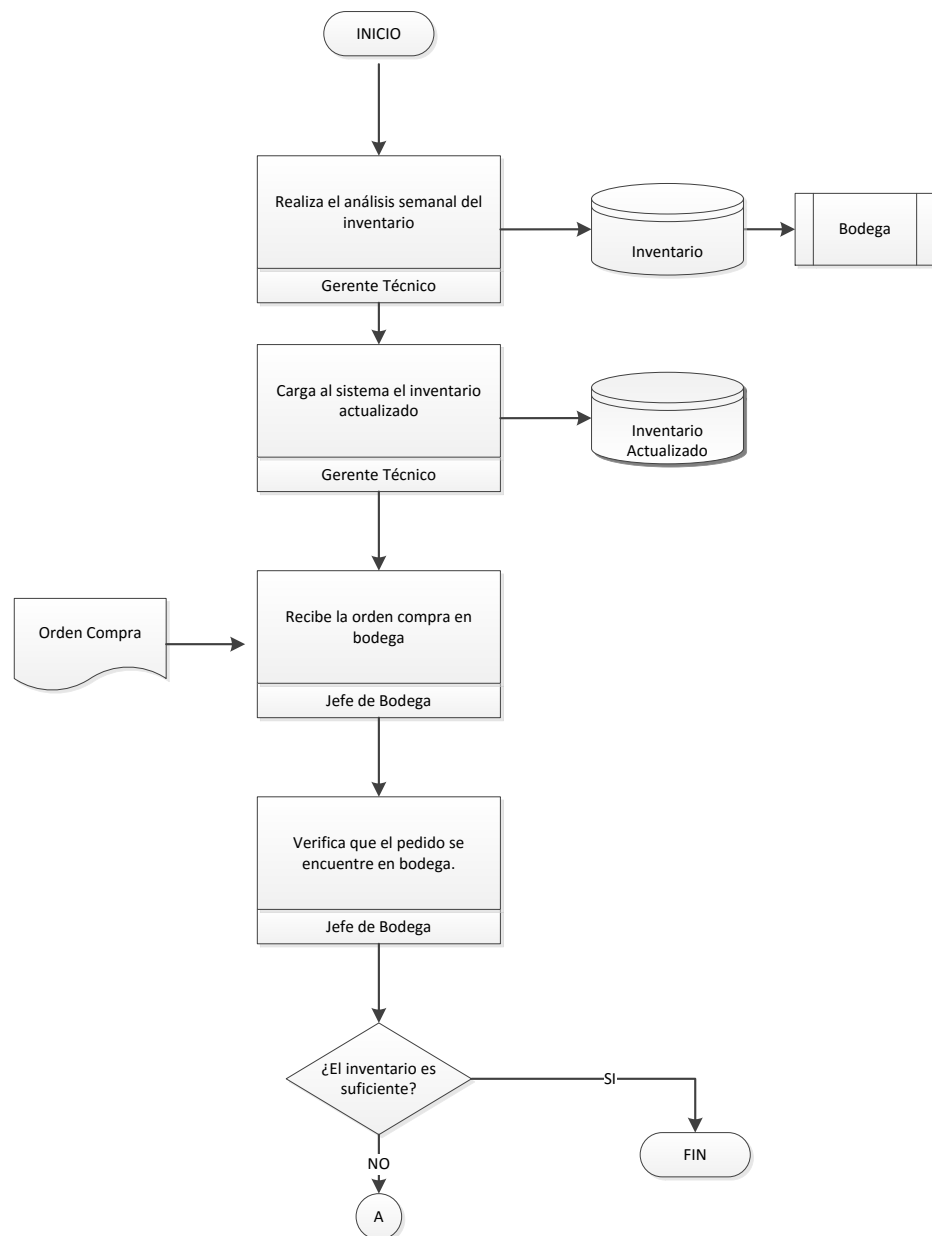 INICIO
Realiza el análisis semanal del
inventario
Gerente Técnico
Inventario
Bodega
Carga al sistema el inventario
actualizado
Gerente Técnico
Inventario
Actualizado
Orden Compra
Recibe la orden compra en
bodega
Jefe de Bodega
Verifica que el pedido se
encuentre en bodega.
Jefe de Bodega
¿El inventario es
suficiente?
SI
FIN
NO
A